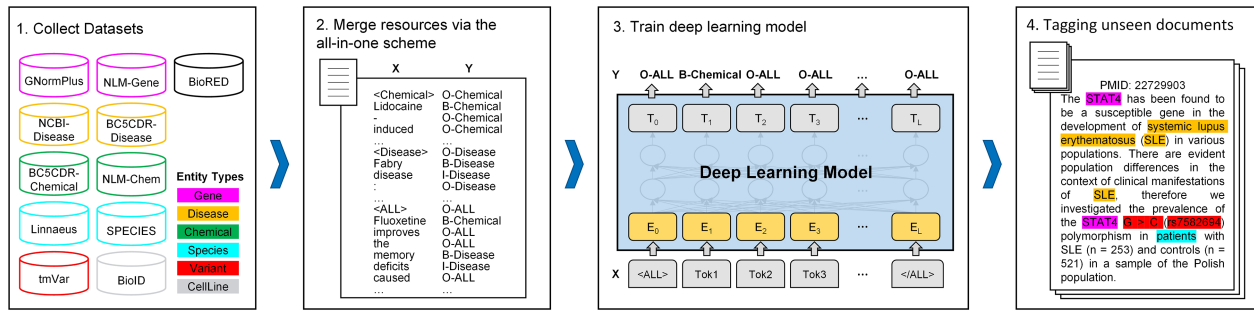 1. Collect Datasets
GNormPlus
NLM-Gene
BioRED
NCBI-
Disease
BC5CDR-
Disease
BC5CDR-
Chemical
NLM-Chem
Linnaeus
SPECIES
tmVar
BioID
Entity Types
Gene
Disease
Chemical
Species
Variant
CellLine
2. Merge resources via the
all-in-one scheme
X Y
<Chemical> O-Chemical
Lidocaine B-Chemical
- O-Chemical
induced O-Chemical
... ...
<Disease> O-Disease
Fabry B-Disease
disease I-Disease
: O-Disease
... ...
<ALL> O-ALL
Fluoxetine B-Chemical
improves O-ALL
the O-ALL
memory B-Disease
deficits I-Disease
caused O-ALL
... ...
3. Train deep learning model
Y O-ALL B-Chemical O-ALL O-ALL ... O-ALL
T0 T1 T2 T3 ... TL
Deep Learning Model
E0 E1 E2 E3 ... EL
X <ALL> Tok1 Tok2 Tok3 ... </ALL>
4. Tagging unseen documents
PMID: 22729903
The STAT4 has been found to
be a susceptible gene in the
development of systemic lupus
erythematosus (SLE) in various
populations. There are evident
population differences in the
context of clinical manifestations
of SLE, therefore we
investigated the prevalence of
the STAT4 G > C (rs7582694)
polymorphism in patients with
SLE (n = 253) and controls (n =
521) in a sample of the Polish
population.